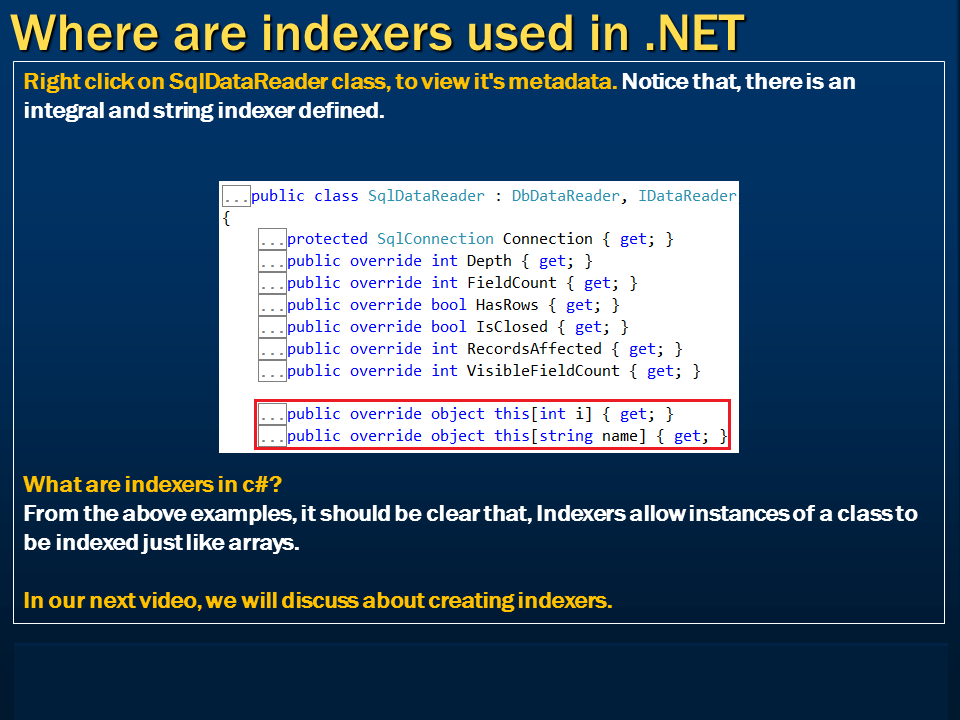 Where are indexers used in .NET
Right click on SqlDataReader class, to view it's metadata. Notice that, there is an
integral and string indexer defined.
...public class SqlDataReader : DbDataReader, IDataReader
{
...protected SqlConnection Connection { get; }
...public override int Depth { get; }
...public override int FieldCount { get; }
...public override bool HasRows { get; }
...public override bool IsClosed { get; }
...public override int RecordsAffected { get; }
...public override int VisibleFieldCount { get; }
...public override object this[int i] { get; }
...public override object this[string name] { get; }
What are indexers in c#?
From the above examples, it should be clear that, Indexers allow instances of a class to
be indexed just like arrays.
In our next video, we will discuss about creating indexers.